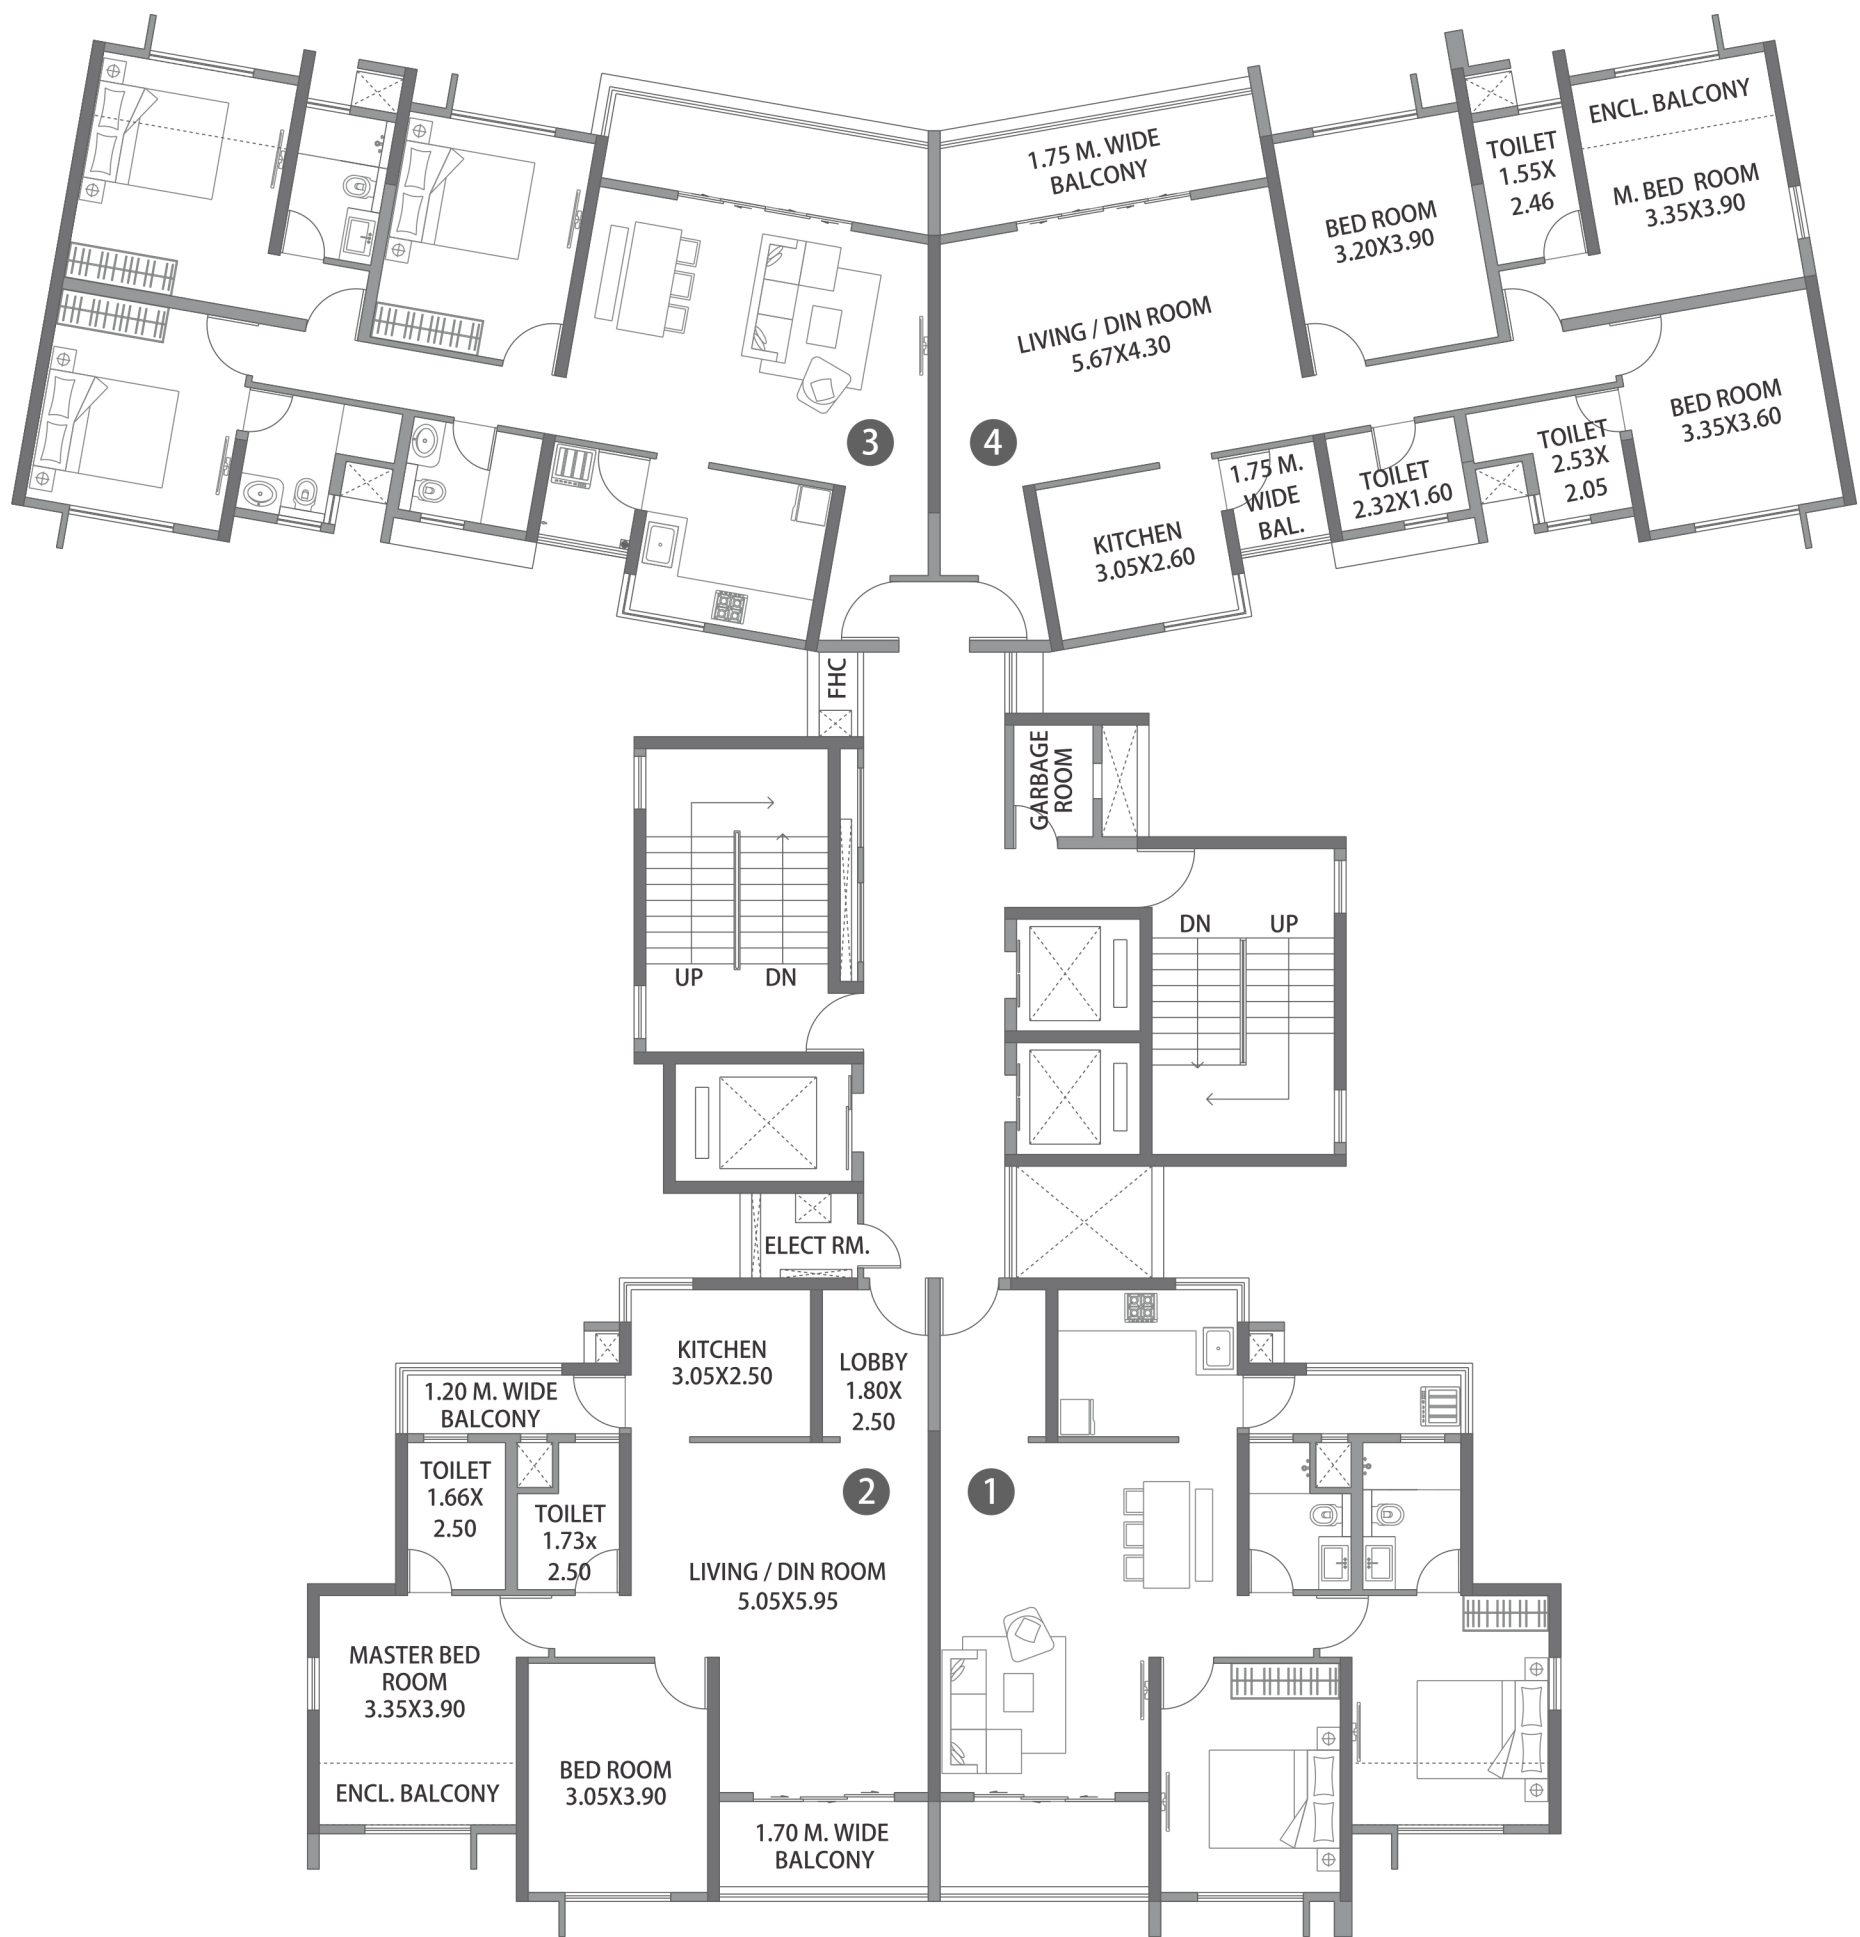 1.75 M. WIDE
BALCONY
BED ROOM
3.20X3.90
TOILET
1.55X
2.46
ENCL. BALCONY
M. BED ROOM
3.35X3.90
LIVING / DIN ROOM
5.67X4.30
3
4
BED ROOM
3.35X3.60
TOILET
2.53X
2.05
TOILET
2.32X1.60
1.75 M.
WIDE
BAL.
KITCHEN
3.05X2.60
FHC
GARBAGE
ROOM
UP
DN
DN
UP
ELECT RM.
KITCHEN
3.05X2.50
LOBBY
1.80X
2.50
1.20 M. WIDE
BALCONY
TOILET
1.66X
2.50
TOILET
1.73x
2.50
2
1
LIVING / DIN ROOM
5.05X5.95
MASTER BED
ROOM
3.35X3.90
ENCL. BALCONY
BED ROOM
3.05X3.90
1.70 M. WIDE
BALCONY